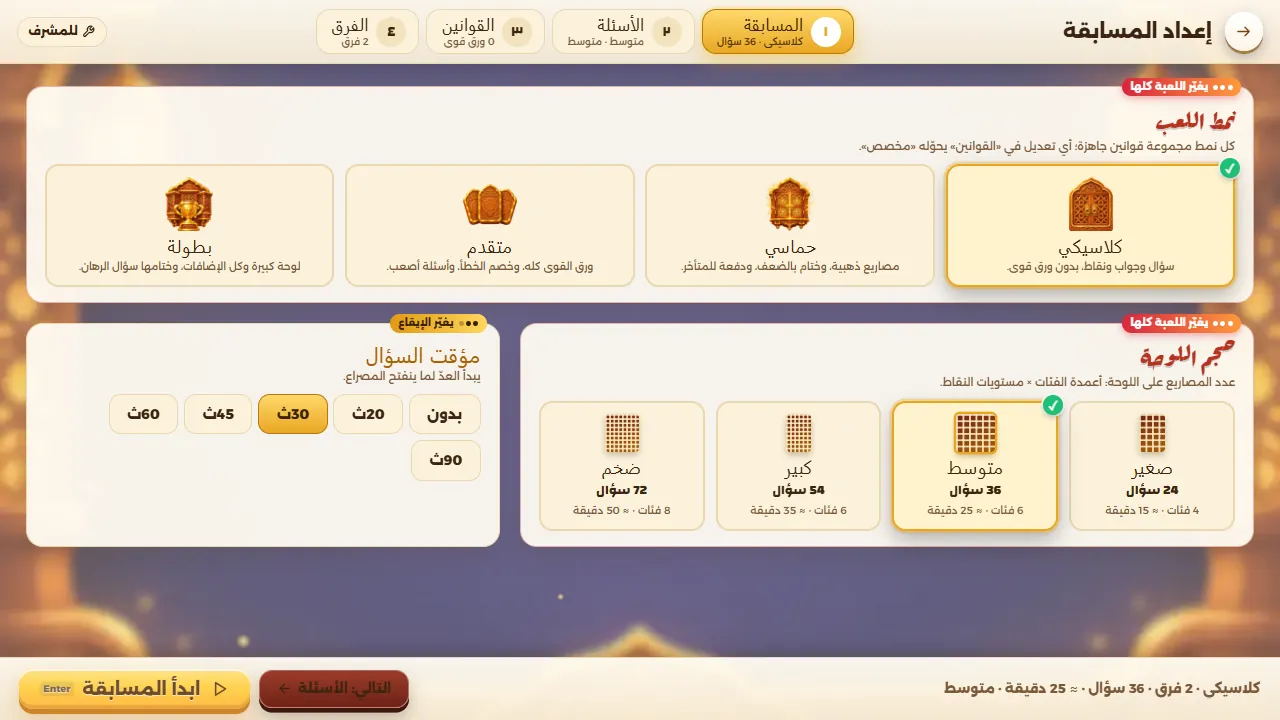 إعداد المسابقة
١
المسابقة
كلاسيكي · 36 سؤال
٢
الأسئلة
متوسط · متوسط
٣
القوانين
0 ورق قوى
٤
الفرق
2 فرق
للمشرف
يغيّر اللعبة كلها
نمط اللعب
كل نمط مجموعة قوانين جاهزة؛ أي تعديل في «القوانين» يحوّله «مخصص».
كلاسيكي
سؤال وجواب ونقاط، بدون ورق قوى.
حماسي
مصاريع ذهبية، وختام بالضعف، ودفعة للمتأخر.
متقدم
ورق القوى كله، وخصم الخطأ، وأسئلة أصعب.
بطولة
لوحة كبيرة وكل الإضافات، وختامها سؤال الرهان.
يغيّر اللعبة كلها
حجم اللوحة
عدد المصاريع على اللوحة: أعمدة الفئات × مستويات النقاط.
صغير
24 سؤال
4 فئات · ≈ 15 دقيقة
متوسط
36 سؤال
6 فئات · ≈ 25 دقيقة
كبير
54 سؤال
6 فئات · ≈ 35 دقيقة
ضخم
72 سؤال
8 فئات · ≈ 50 دقيقة
يغيّر الإيقاع
مؤقت السؤال
يبدأ العدّ لما ينفتح المصراع.
بدون
20ث
30ث
45ث
60ث
90ث
كلاسيكي · 2 فرق · 36 سؤال · ≈ 25 دقيقة · متوسط
التالي: الأسئلة ←
ابدأ المسابقة Enter